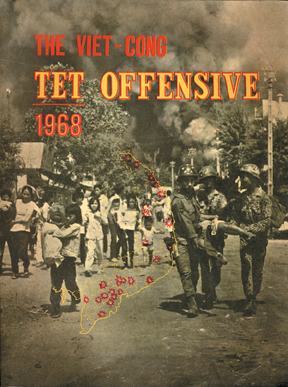 THE VIET-CONG
TET OFFENSIVE
1968